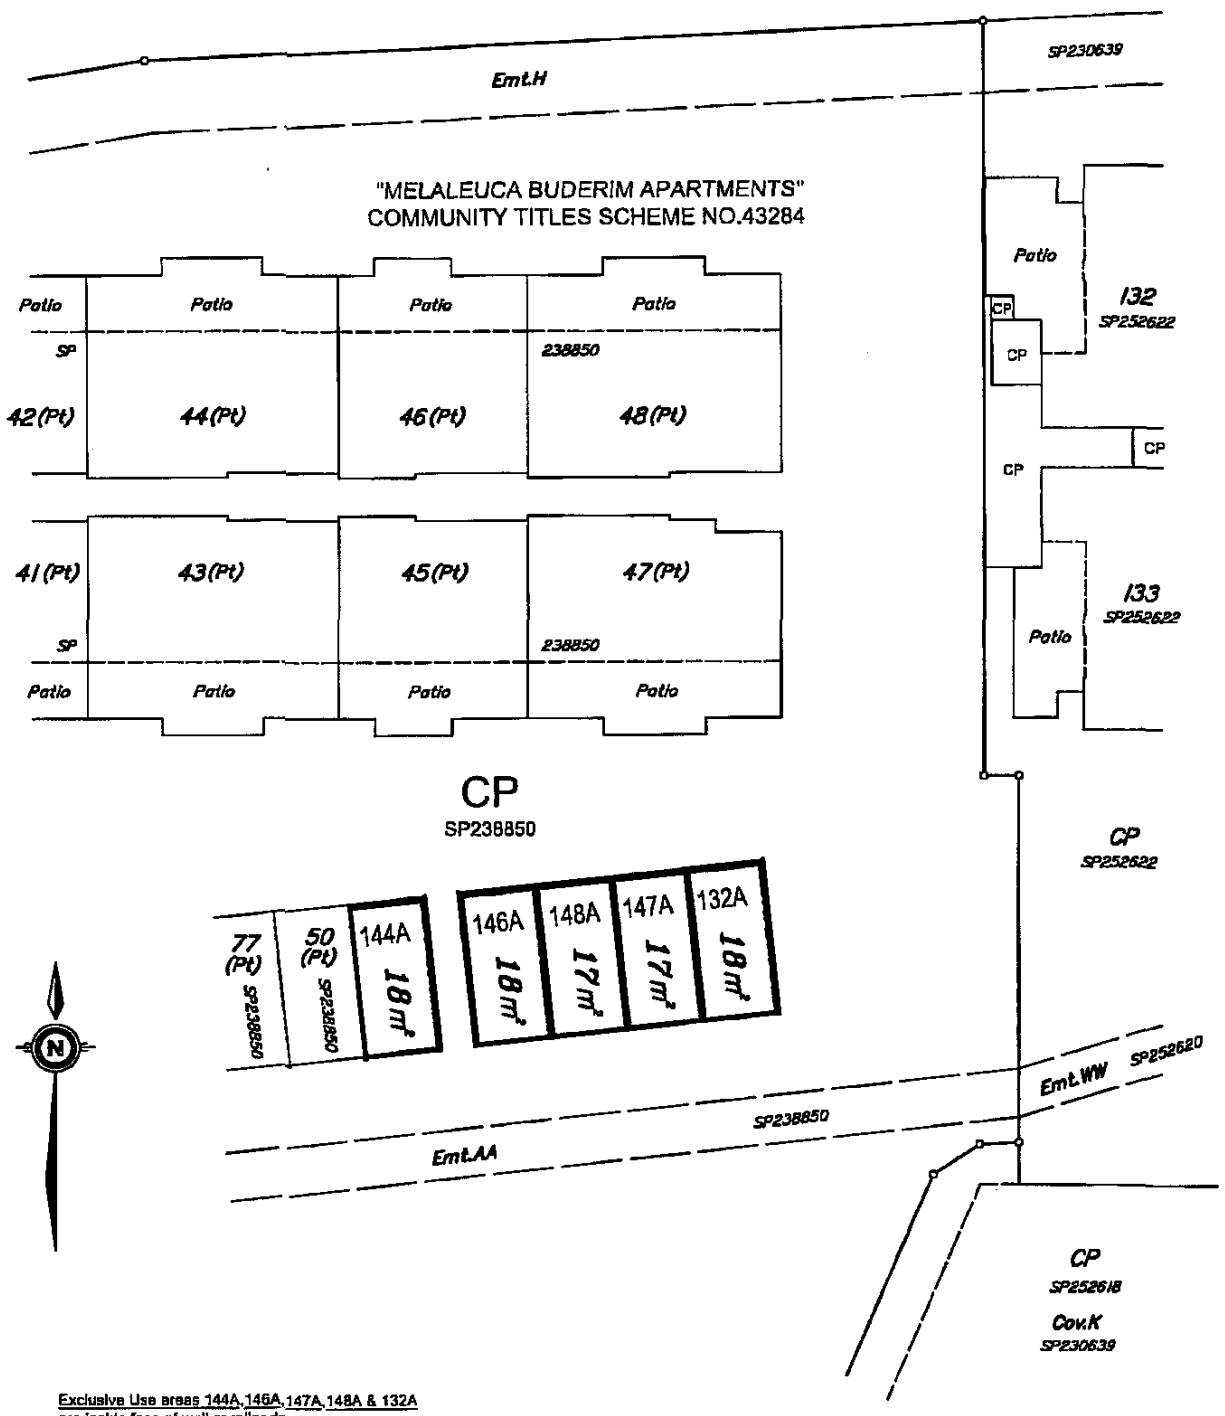 Emt.H
SP230639
"MELALEUCA BUDERIM APARTMENTS"
COMMUNITY TITLES SCHEME NO.43284
Patio
Patio
Patio
Patio
Patio
132
SP252622
CP
CP
SP
238850
42(Pt)
44(Pt)
46(Pt)
48(Pt)
CP
CP
41(Pt)
43(Pt)
45(Pt)
47(Pt)
133
SP252622
Patio
SP
238850
Patio
Patio
Patio
Patio
CP
SP238850
CP
SP252622
77
(Pt)
SP238850
50
(Pt)
SP238850
144A
18m²
146A
18m²
148A
17m²
147A
17m²
132A
18m²
N
Emt.WW
SP252620
SP238850
Emt.AA
CP
SP252618
Cov.K
SP230639
Exclusive Use areas 144A,146A,147A,148A & 132A